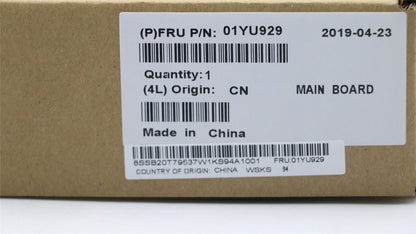 (P)FRU P/N: 01YU929 2019-04-23
Quantity: 1
(4L) Origin: CN MAIN BOARD
Made in China
8SSB20T79537W1KS94A1001 FRU:01YU929
COUNTRY OF ORIGIN: CHINA WSKS 94